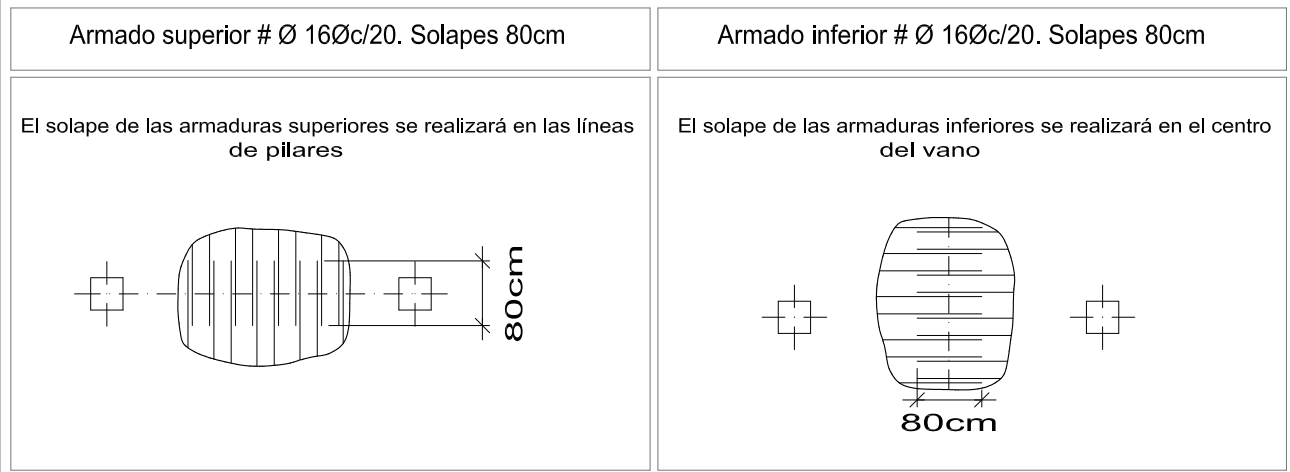 Armado superior # Ø 16Øc/20. Solapes 80cm
El solape de las armaduras superiores se realizará en las líneas
de pilares
80cm
Armado inferior # Ø 16Øc/20. Solapes 80cm
El solape de las armaduras inferiores se realizará en el centro
del vano
80cm